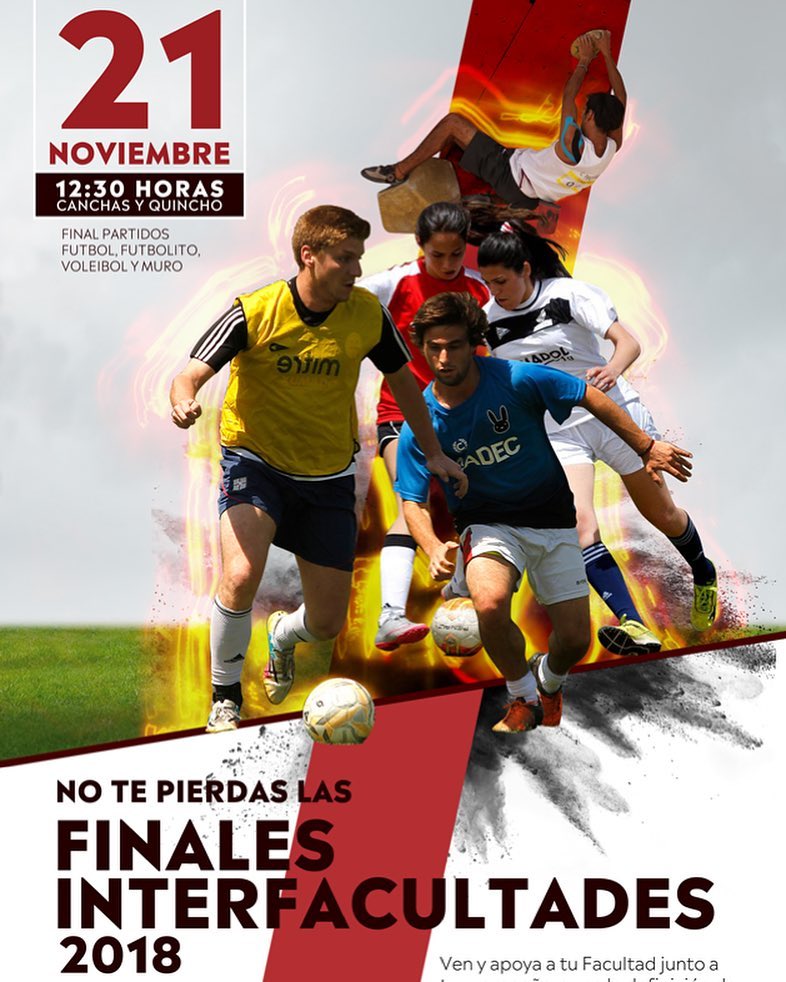 21
NOVIEMBRE
12:30 HORAS
CANCHAS Y QUINCHO
FINAL PARTIDOS
FUTBOL, FUTBOLITO,
VOLEIBOL Y MURO
mitre
ADEC
NO TE PIERDAS LAS
FINALES
INTERFACULTADES
2018
Ven y apoya a tu Facultad junto a